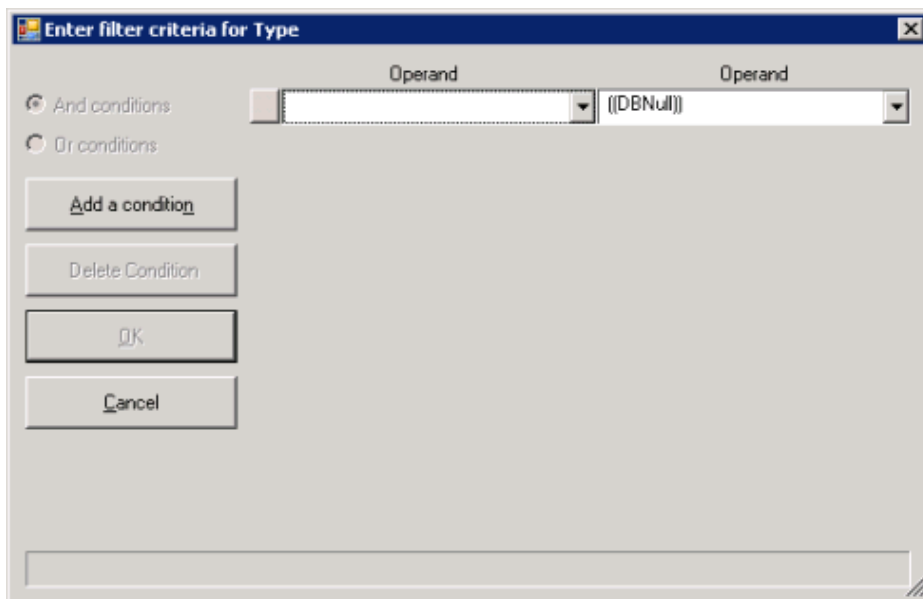 Enter filter criteria for Type
Operand Operand
And conditions
((DBNull))
Or conditions
Add a condition
Delete Condition
OK
Cancel